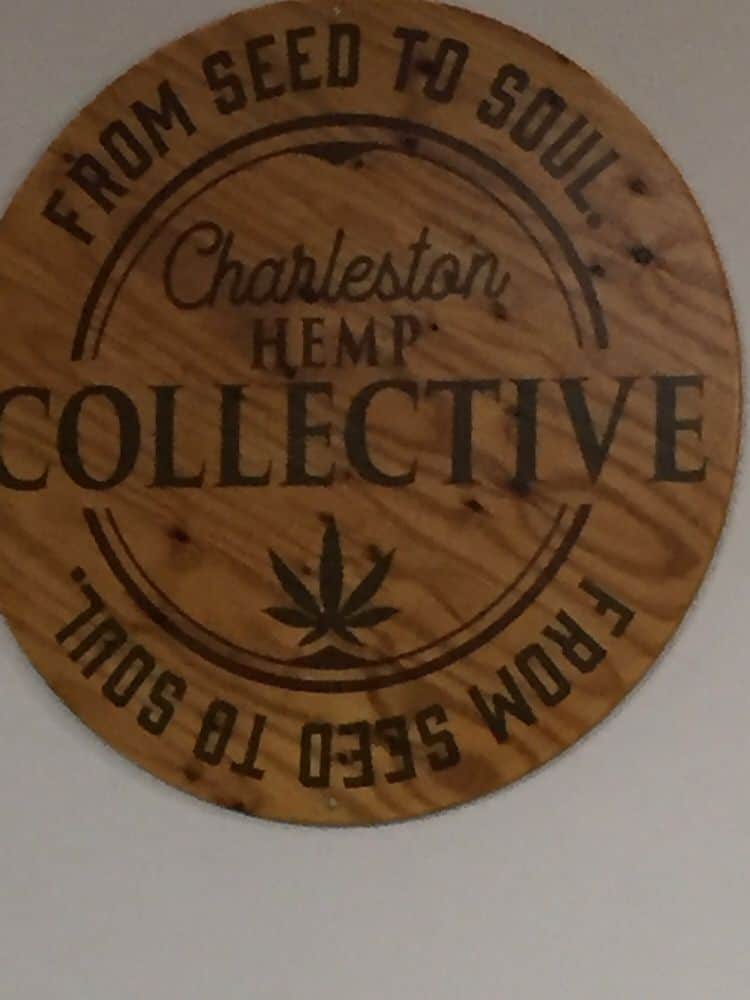 FROM SEED TO SOUL.
Charleston
HEMP
COLLECTIVE
FROM SEED TO SOUL.